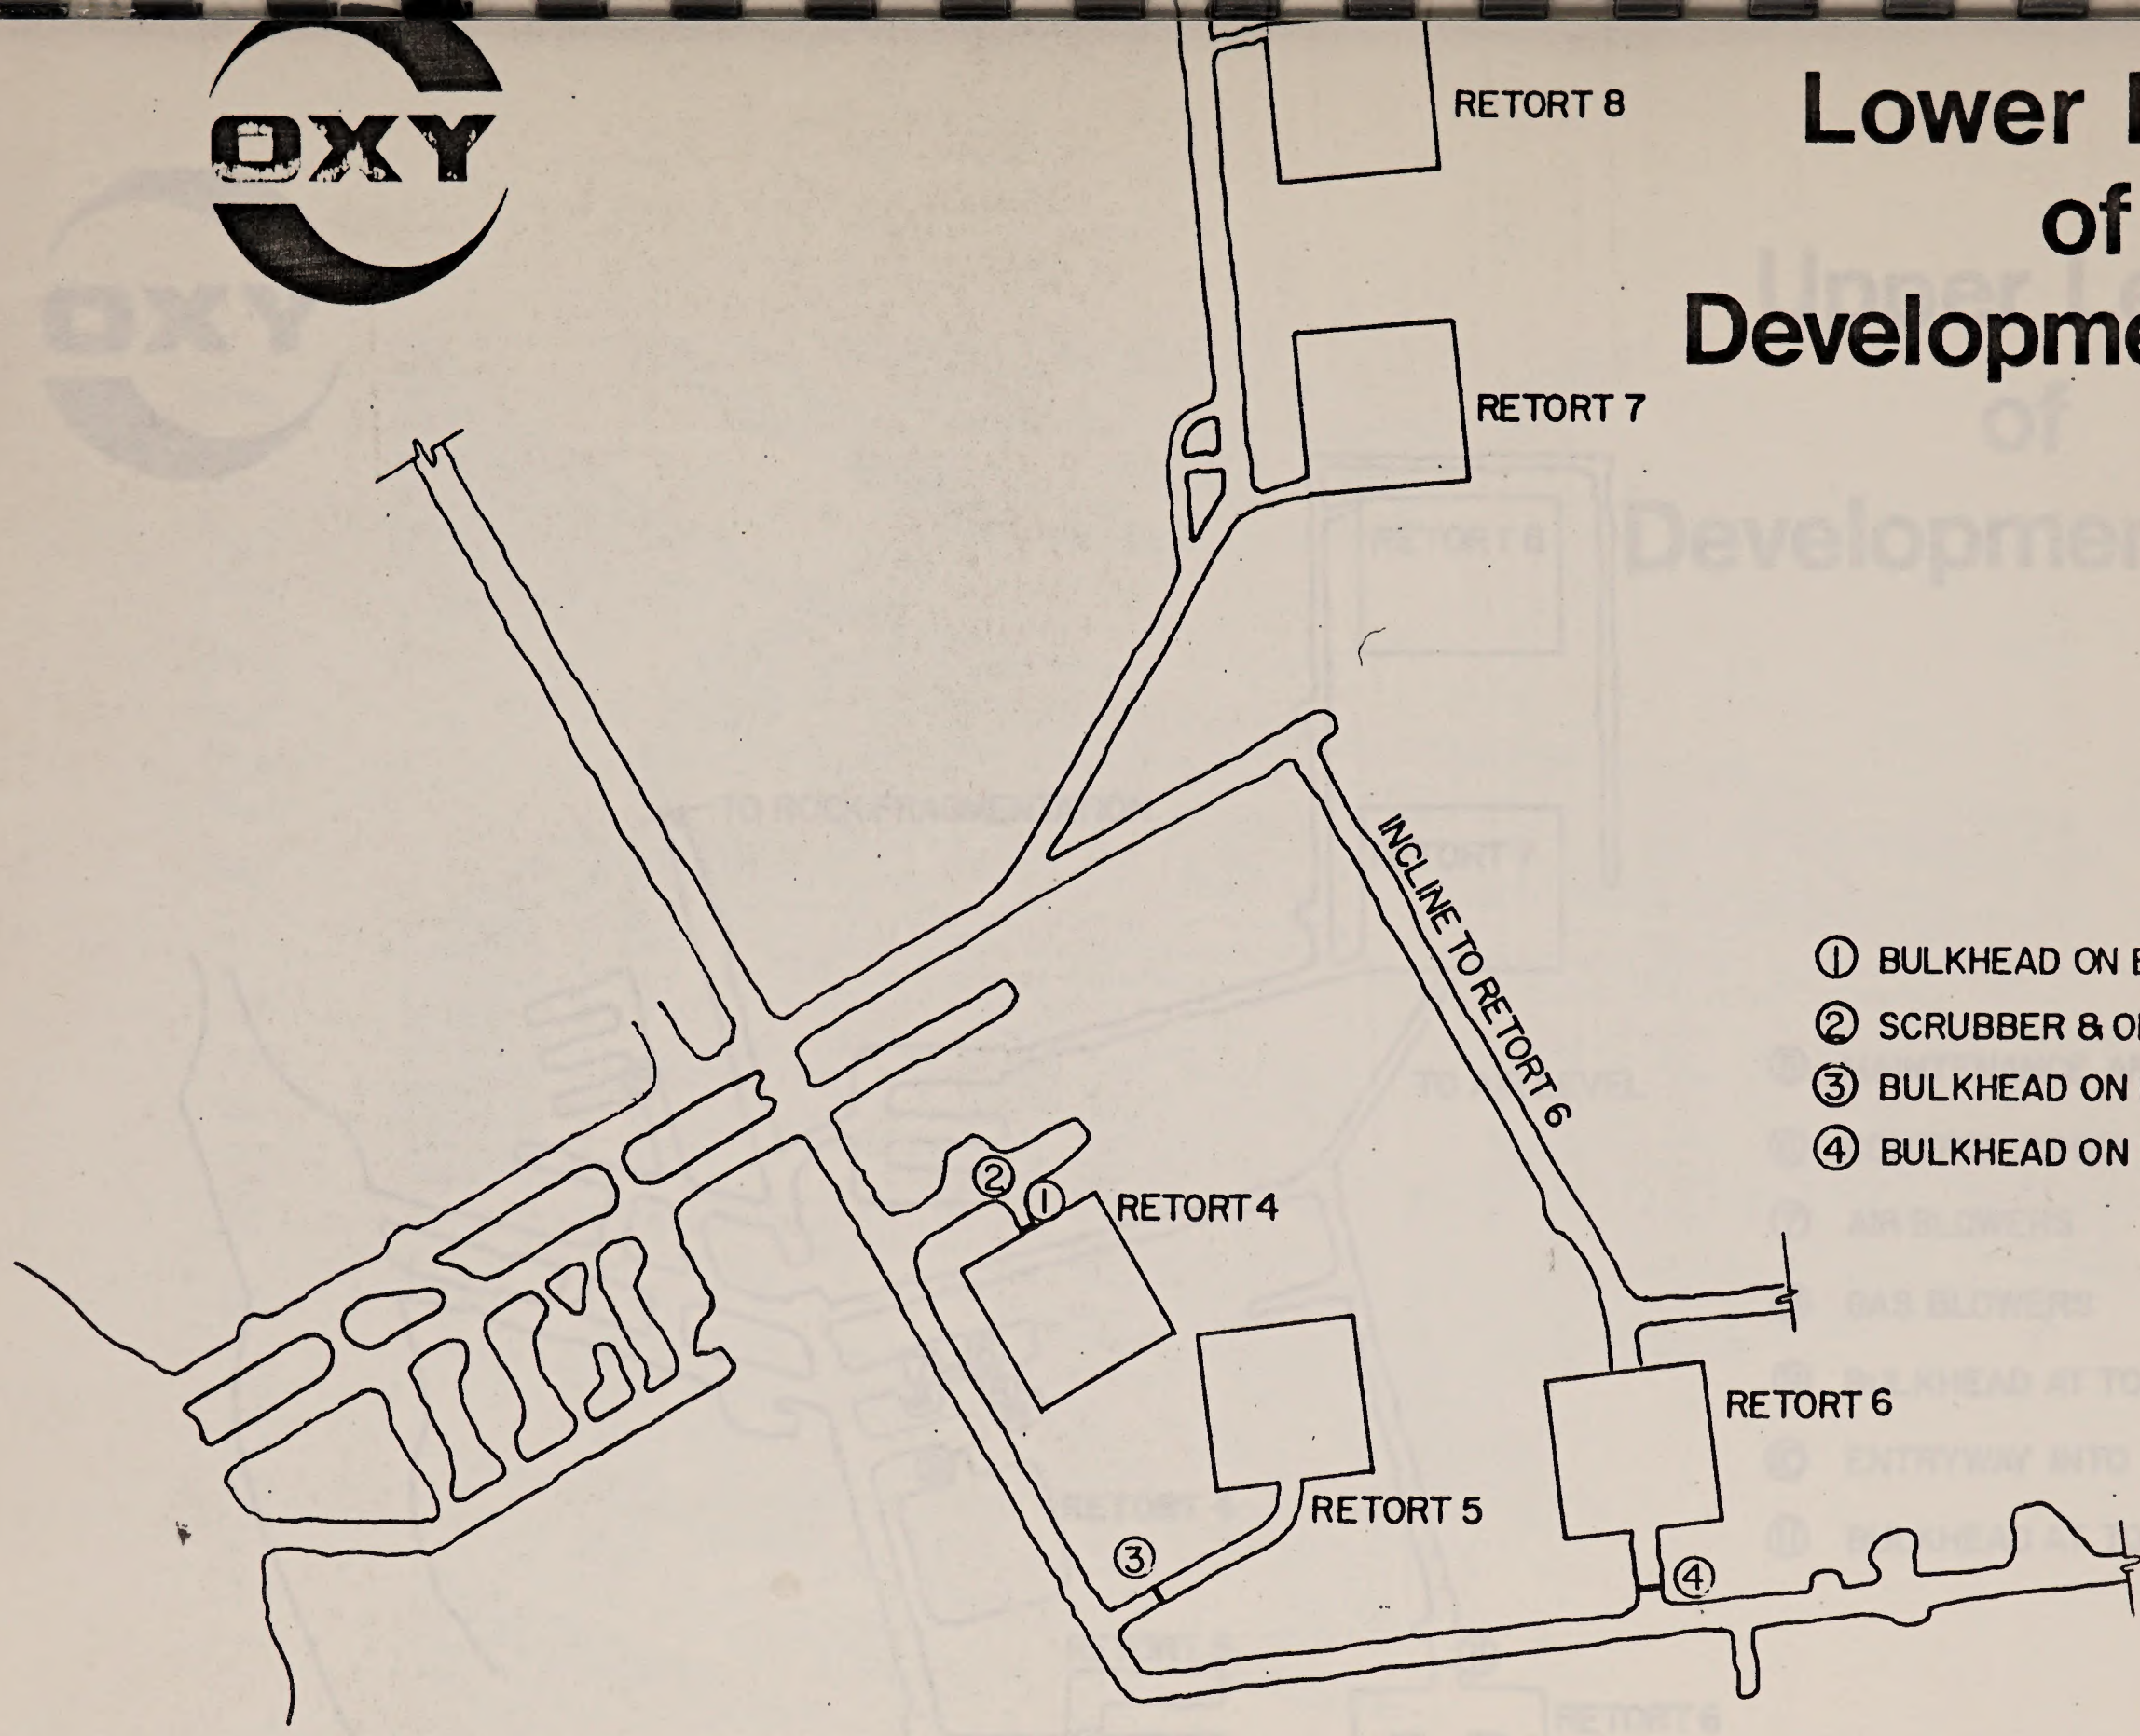 OXY
Lower
of
RETORT 8
RETORT 7
INCLINE TO RETORT 6
① BULKHEAD ON
② SCRUBBER &
③ BULKHEAD ON
④ BULKHEAD ON
②
①
RETORT 4
RETORT 6
RETORT 5
③
④